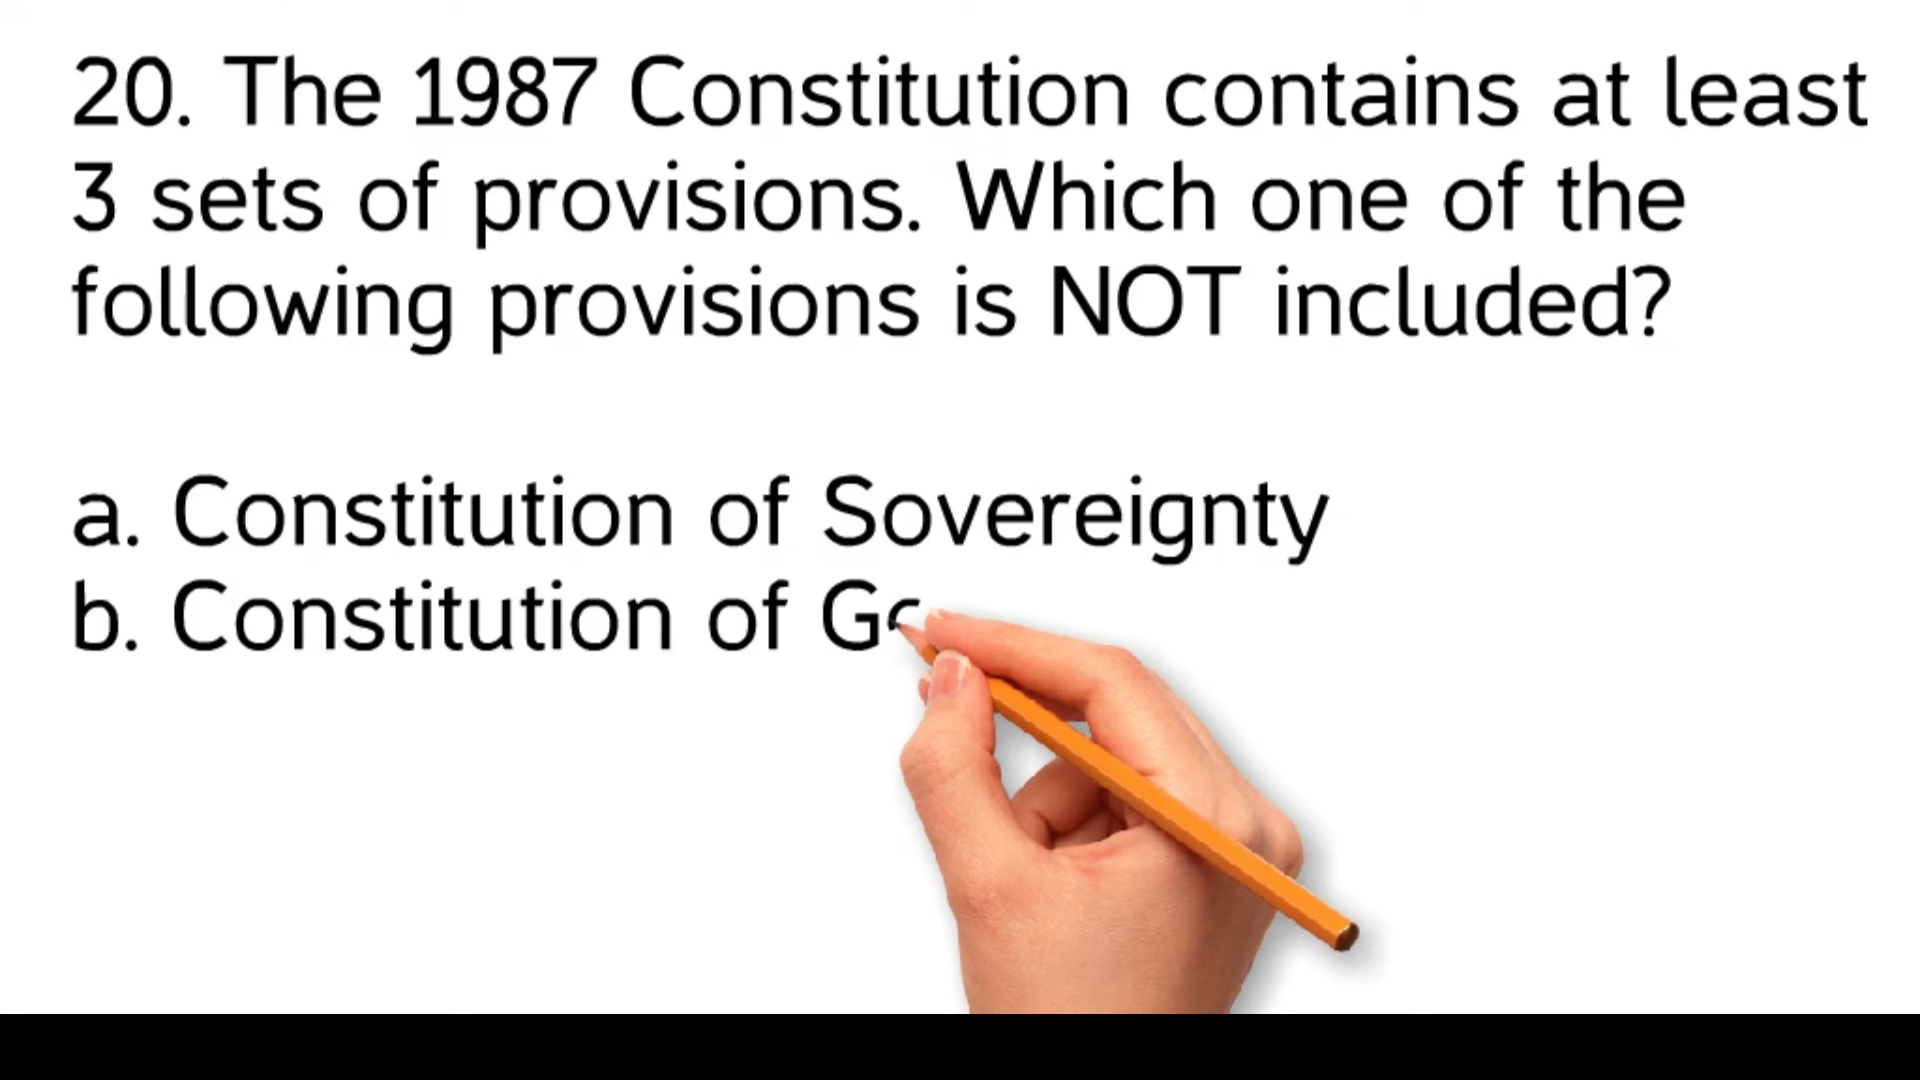 20. The 1987 Constitution contains at least
3 sets of provisions. Which one of the
following provisions is NOT included?
a. Constitution of Sovereignty
b. Constitution of